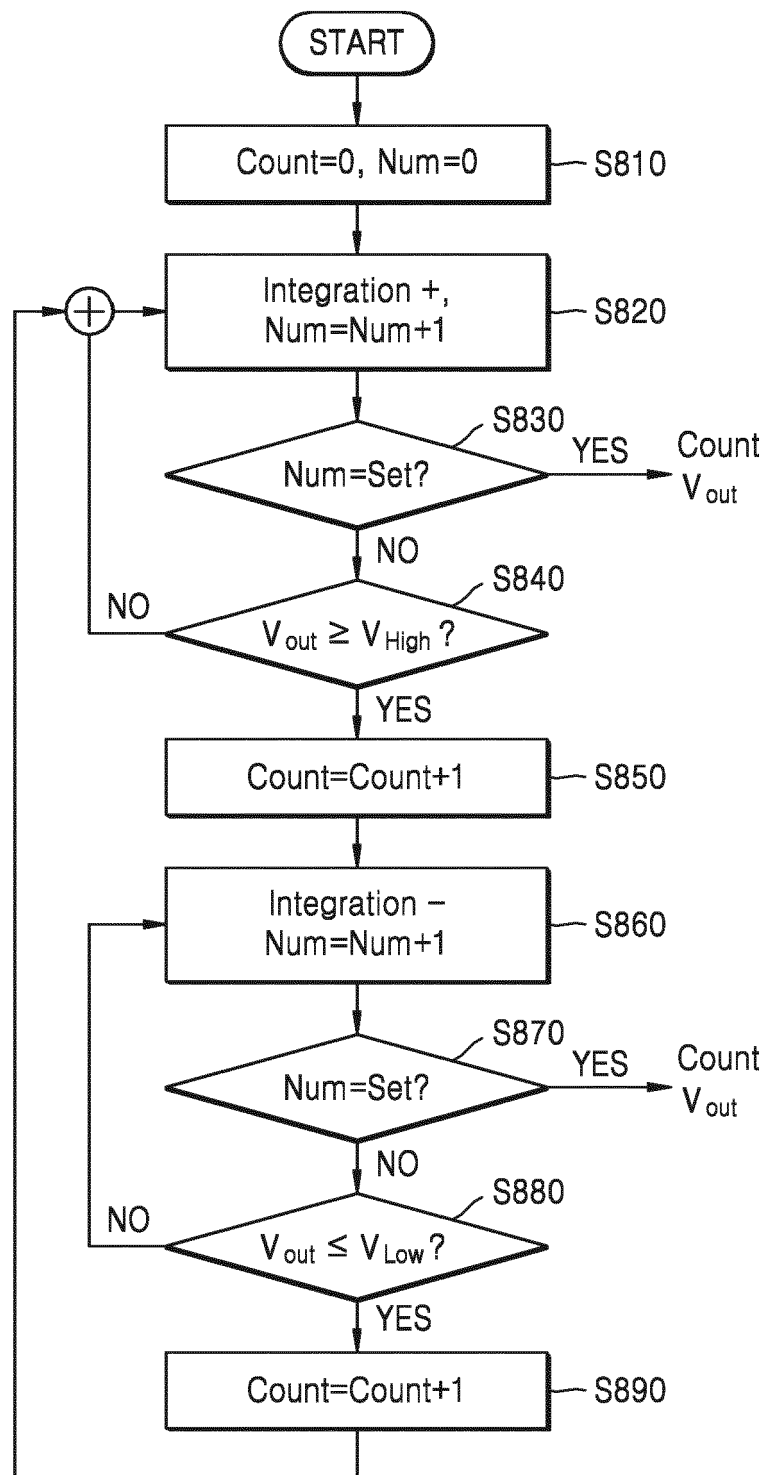 START
Count=0, Num=0
S810
Integration +,
Num=Num+1
S820
S830
Num=Set?
YES
Count
Vout
NO
S840
Vout ≥ VHigh ?
NO
YES
Count=Count+1
S850
Integration –
Num=Num+1
S860
S870
Num=Set?
YES
Count
Vout
NO
S880
Vout ≤ VLow ?
NO
YES
Count=Count+1
S890